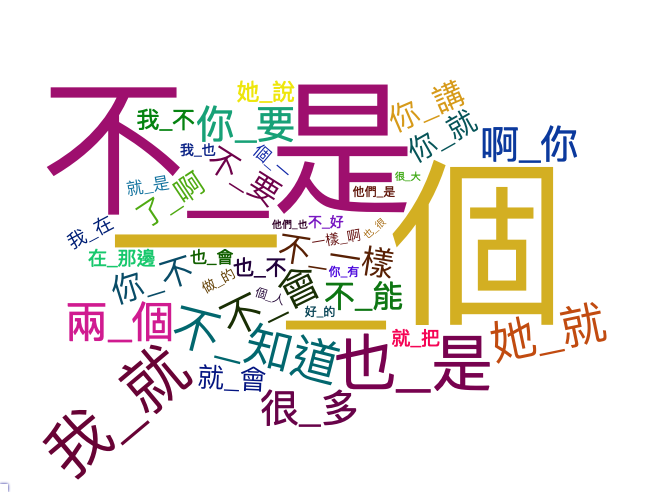 不_是
一_個
她_說
你_講
我_不
你_要
你_就
啊_你
我_也
不_要
個_一
很_大
就_是
了_啊
他們_是
他們_也
不_好
我_在
一樣_啊
也_很
在_那邊
也_會
也_不
不_一樣
你_不
做_的
你_有
個_人
不_會
不_能
好_的
兩_個
不_知道
就_把
她_就
也_是
就_會
我_就
很_多